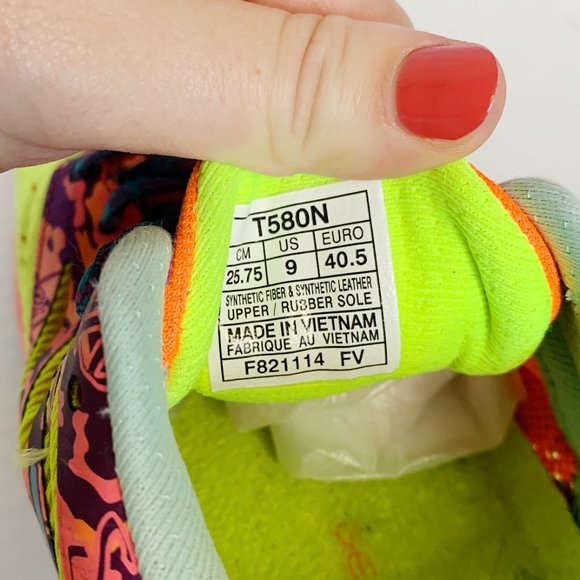 T580N
CM US EURO
25.75 9 40.5
SYNTHETIC FIBER & SYNTHETIC LEATHER
UPPER / RUBBER SOLE
MADE IN VIETNAM
FABRIQUE AU VIETNAM
F821114 FV